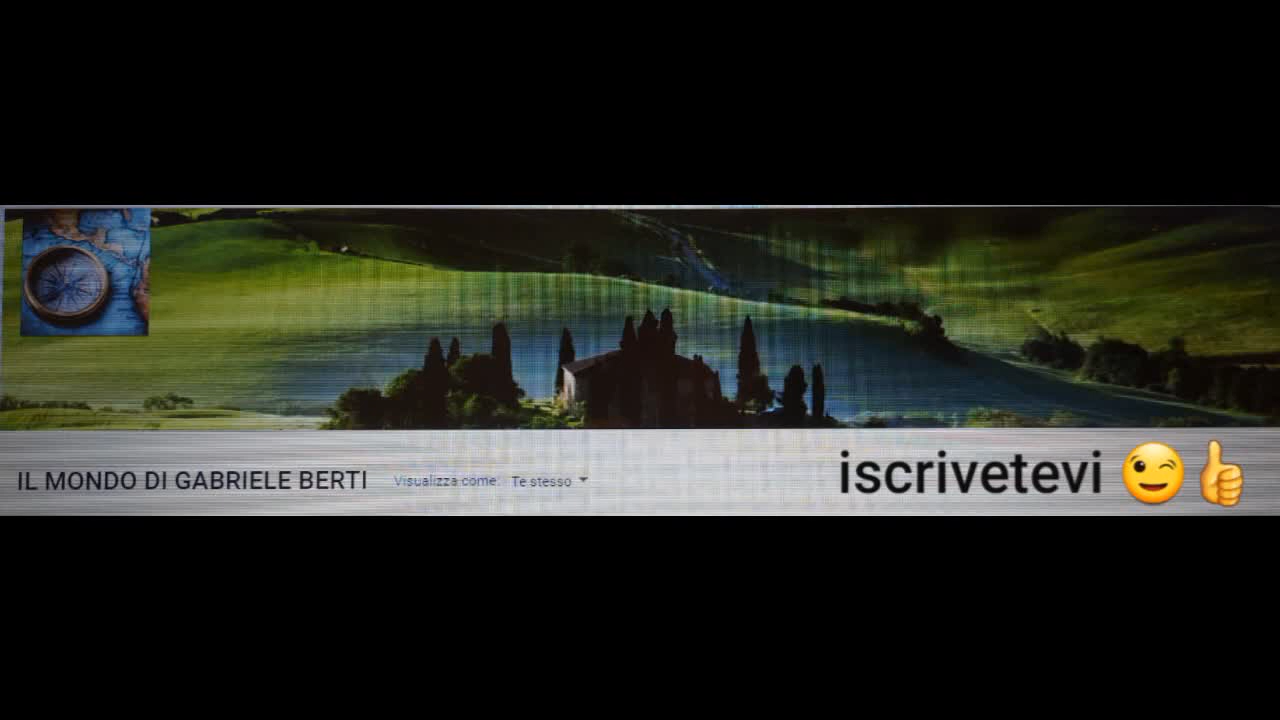 IL MONDO DI GABRIELE BERTI Visualizza come: Te stesso iscrivetevi 😉👍